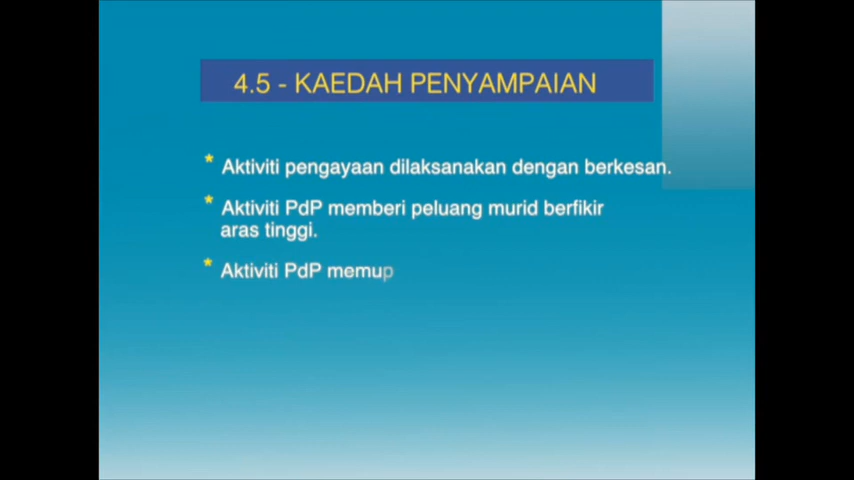 4.5 - KAEDAH PENYAMPAIAN
* Aktiviti pengayaan dilaksanakan dengan berkesan.
* Aktiviti PdP memberi peluang murid berfikir
aras tinggi.
* Aktiviti PdP memup